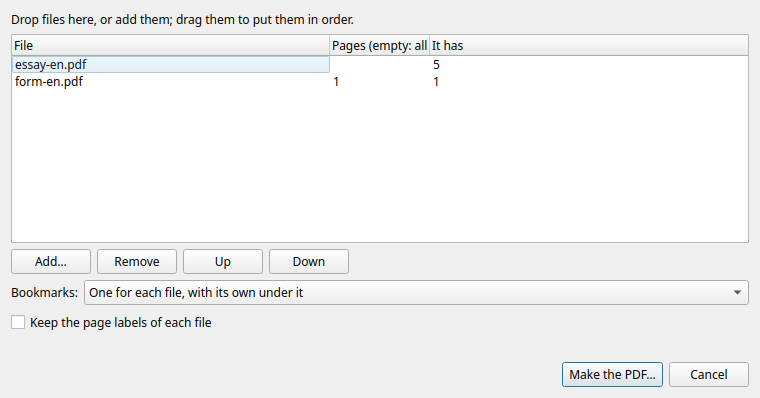 Drop files here, or add them; drag them to put them in order.
File Pages (empty: all It has
essay-en.pdf 5
form-en.pdf 1 1
Add... Remove Up Down
Bookmarks: One for each file, with its own under it
Keep the page labels of each file
Make the PDF... Cancel